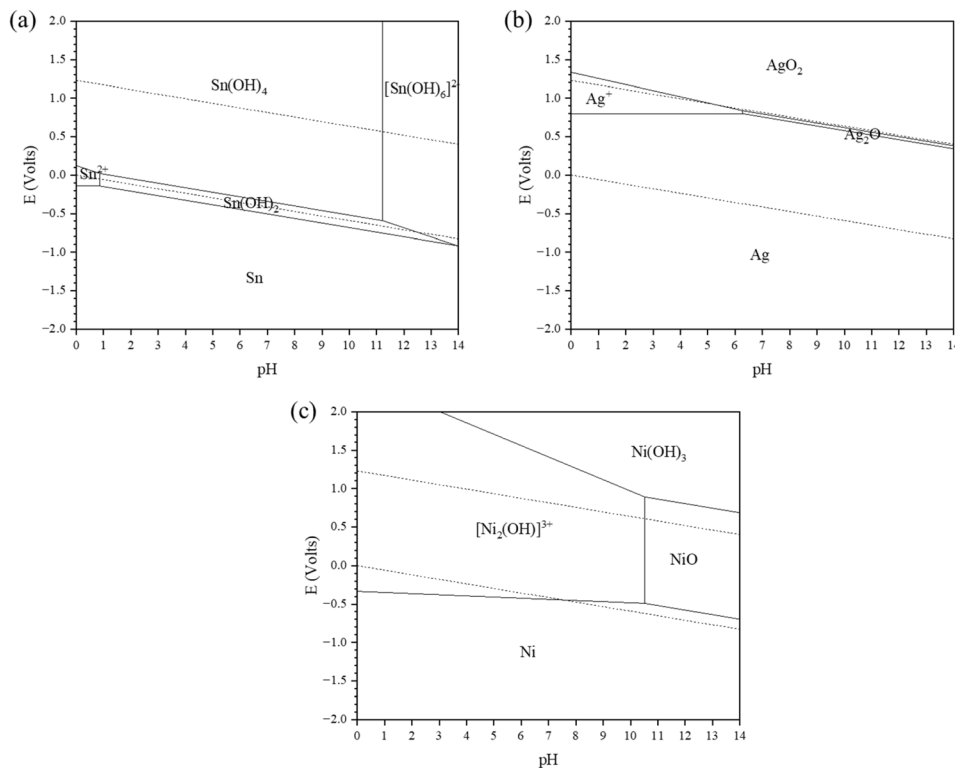 (a)
2.0
1.5
1.0
0.5
0.0
−0.5
−1.0
−1.5
−2.0
E (Volts)
Sn(OH)4
[Sn(OH)6]2-
Sn2+
Sn(OH)2
Sn
0 1 2 3 4 5 6 7 8 9 10 11 12 13 14
pH
(b)
2.0
1.5
1.0
0.5
0.0
−0.5
−1.0
−1.5
−2.0
E (Volts)
AgO2
Ag+
Ag2O
Ag
0 1 2 3 4 5 6 7 8 9 10 11 12 13 14
pH
(c)
2.0
1.5
1.0
0.5
0.0
−0.5
−1.0
−1.5
−2.0
E (Volts)
Ni(OH)3
[Ni2(OH)]3+
NiO
Ni
0 1 2 3 4 5 6 7 8 9 10 11 12 13 14
pH